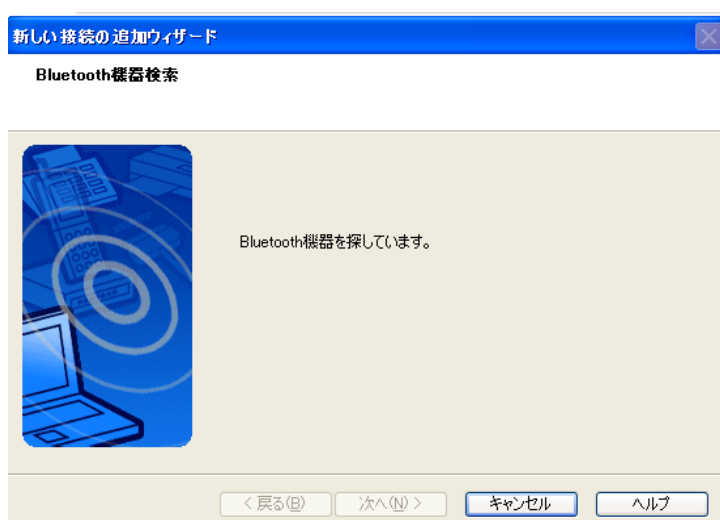 新しい接続の追加ウィザード
Bluetooth機器検索
Bluetooth機器を探しています。
< 戻る(B)
次へ(N) >
キャンセル
ヘルプ